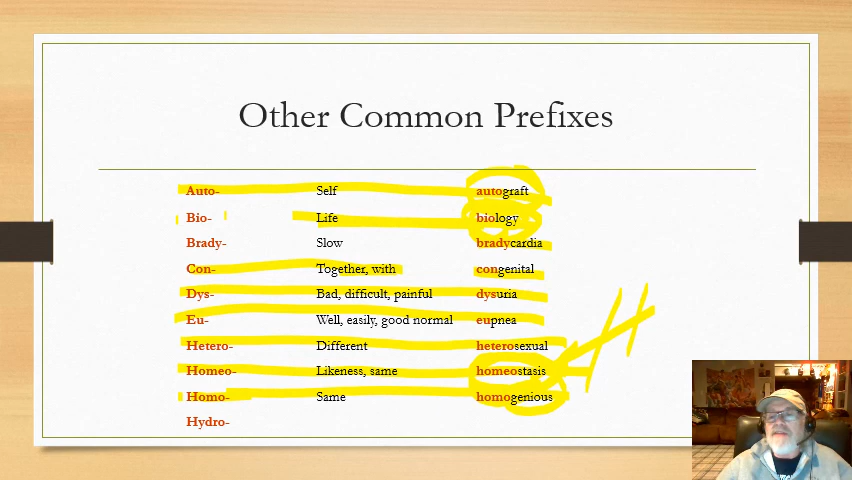 Other Common Prefixes
Auto- Self autograft
Bio- Life biology
Brady- Slow bradycardia
Con- Together, with congenital
Dys- Bad, difficult, painful dysuria
Eu- Well, easily, good normal eupnea
Hetero- Different heterosexual
Homeo- Likeness, same homeostasis
Homo- Same homogenious
Hydro-